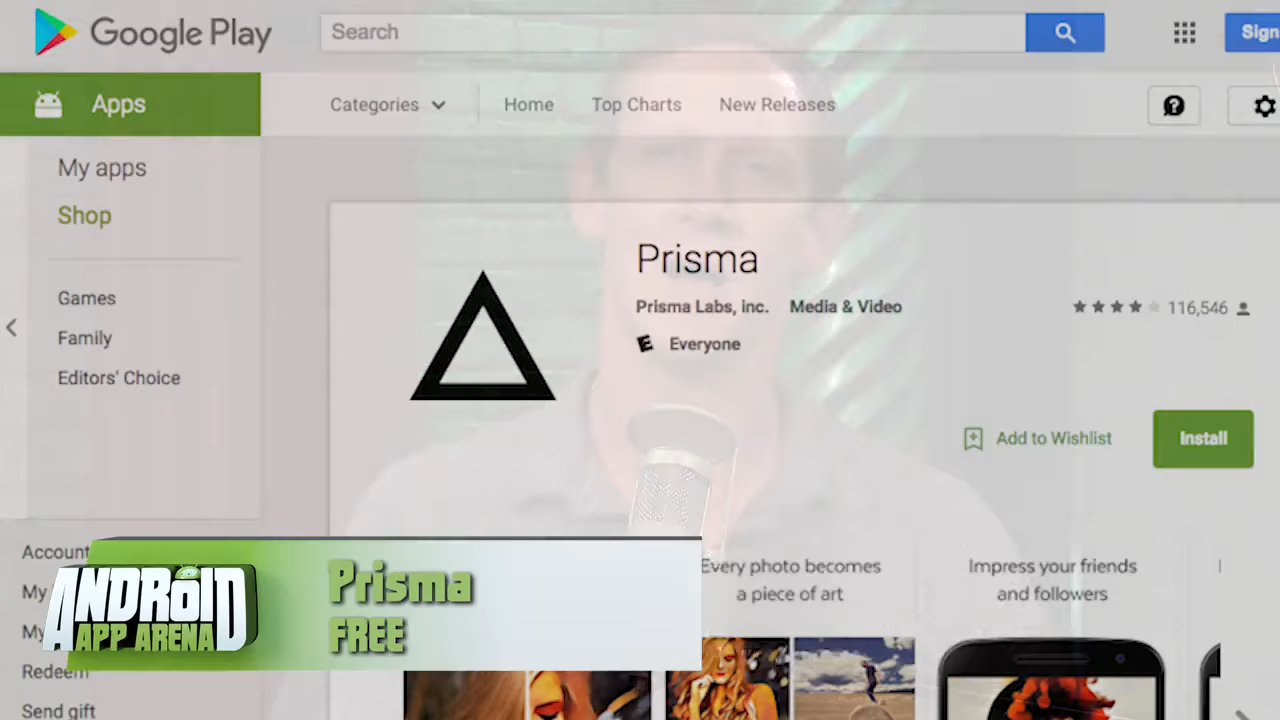 Google Play
Search
Sign
Apps
Categories
Home
Top Charts
New Releases
My apps
Shop
Games
Family
Editors' Choice
Prisma
Prisma Labs, inc.
Media & Video
116,546
E
Everyone
Add to Wishlist
Install
Every photo becomes
a piece of art
Impress your friends
and followers
Account
My
My
Redeem
Send gift
ANDROID
APP ARENA
Prisma
FREE